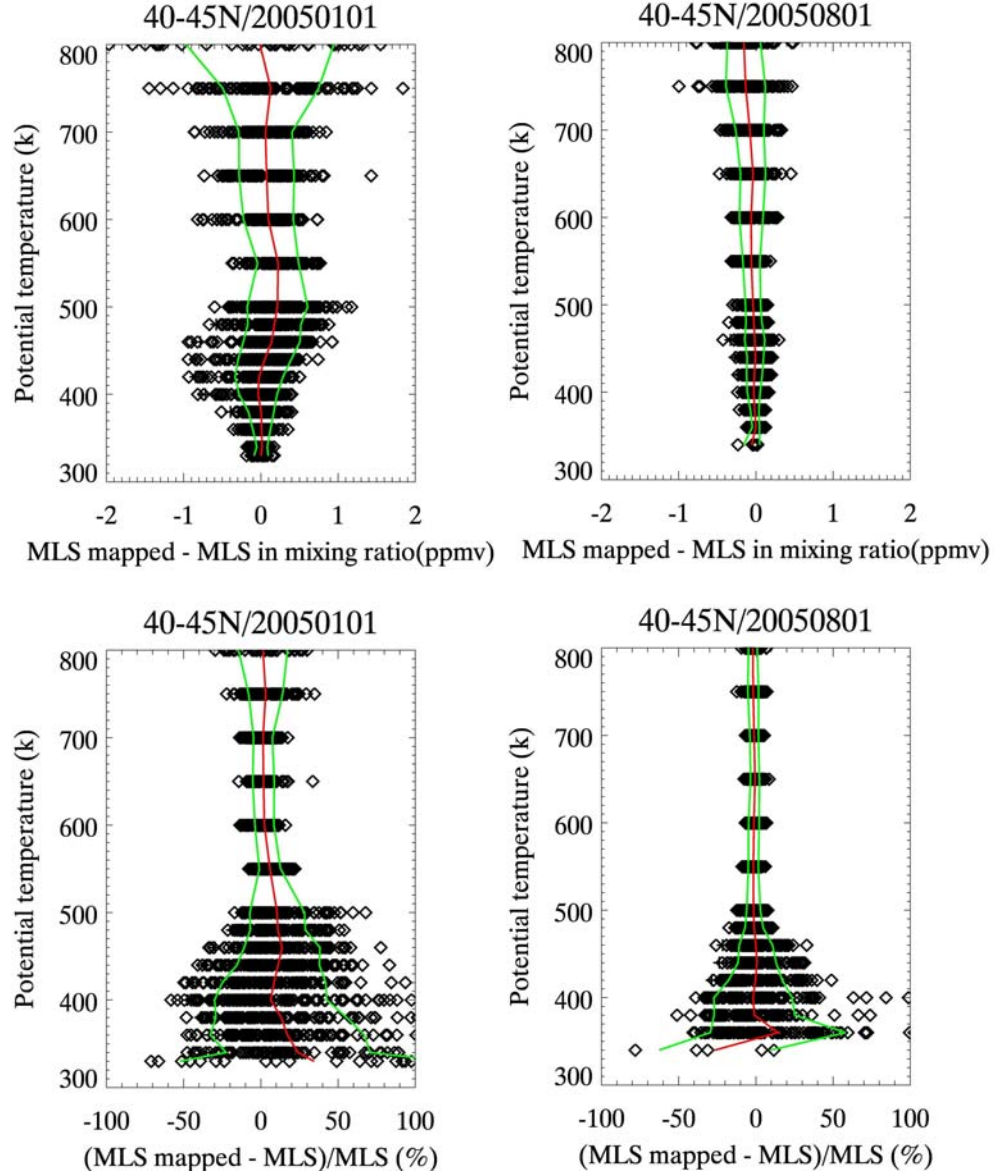 40-45N/20050101
800
700
600
500
400
300
Potential temperature (k)
-2 -1 0 1 2
MLS mapped - MLS in mixing ratio(ppmv)
40-45N/20050801
800
700
600
500
400
300
Potential temperature (k)
-2 -1 0 1 2
MLS mapped - MLS in mixing ratio(ppmv)
40-45N/20050101
800
700
600
500
400
300
Potential temperature (k)
-100 -50 0 50 100
(MLS mapped - MLS)/MLS (%)
40-45N/20050801
800
700
600
500
400
300
Potential temperature (k)
-100 -50 0 50 100
(MLS mapped - MLS)/MLS (%)